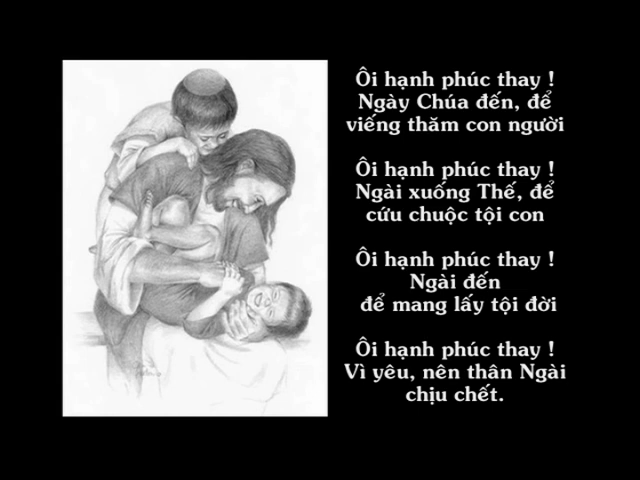 Ôi hạnh phúc thay !
Ngày Chúa đến, để
viếng thăm con người
Ôi hạnh phúc thay !
Ngài xuống Thế, để
cứu chuộc tội con
Ôi hạnh phúc thay !
Ngài đến
để mang lấy tội đời
Ôi hạnh phúc thay !
Vì yêu, nên thân Ngài
chịu chết.